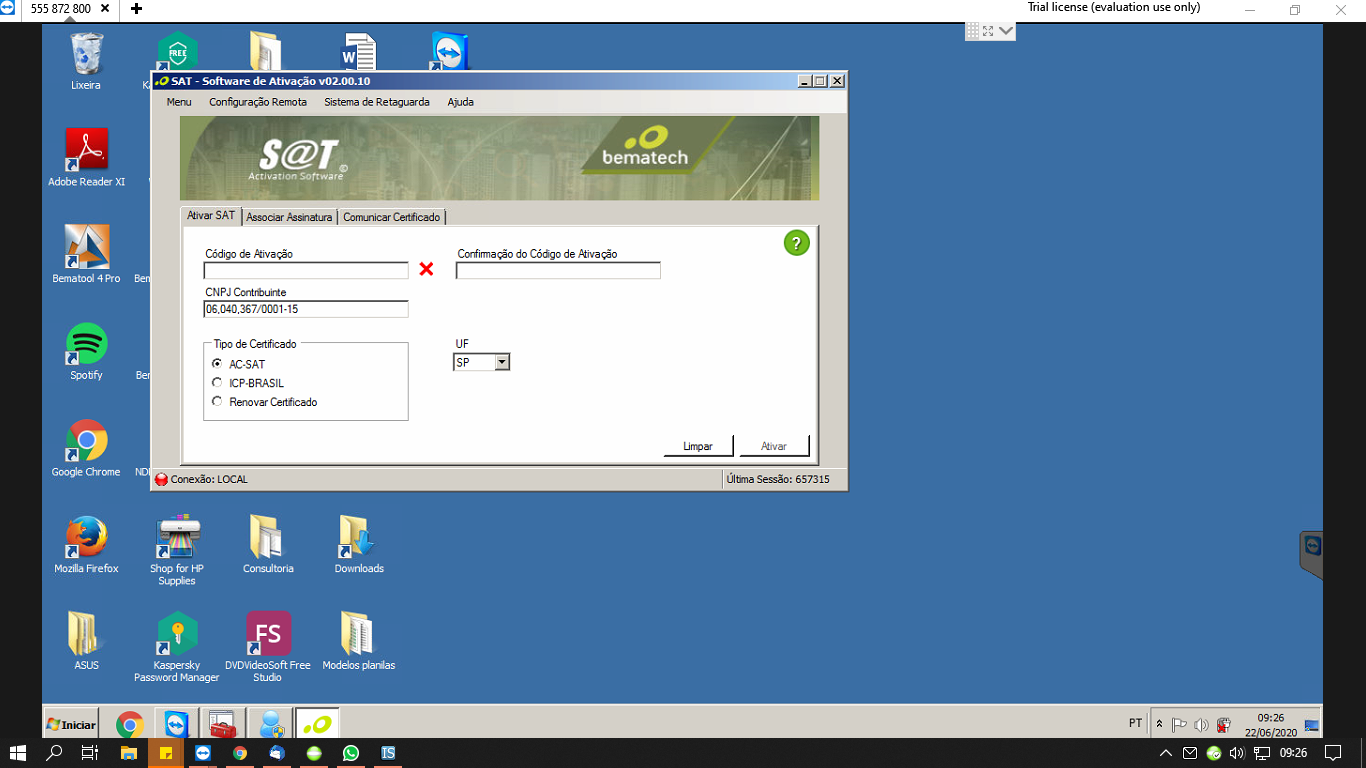 555 872 800
Trial license (evaluation use only)
Lixeira
FREE
SAT - Software de Ativação v02.00.10
Menu
Configuração Remota
Sistema de Retaguarda
Ajuda
S@T
Activation Software
bematech
Ativar SAT
Associar Assinatura
Comunicar Certificado
?
Código de Ativação
Confirmação do Código de Ativação
CNPJ Contribuinte
06,040,367/0001-15
Tipo de Certificado
UF
AC-SAT
SP
ICP-BRASIL
Renovar Certificado
Limpar
Ativar
Conexão: LOCAL
Última Sessão: 657315
Adobe Reader XI
Bematool 4 Pro
Spotify
Google Chrome
Mozilla Firefox
Shop for HP
Supplies
Consultoria
Downloads
ASUS
Kaspersky
Password Manager
FS
DVDVideoSoft Free
Studio
Modelos planilas
Iniciar
PT
09:26
22/06/2020
TS
09:26